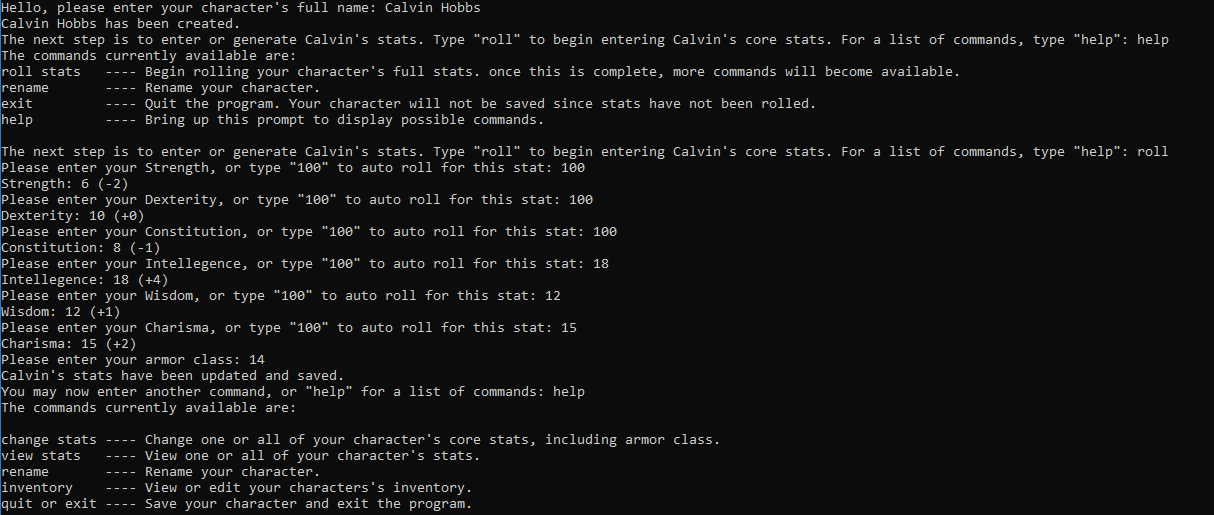 Hello, please enter your character's full name: Calvin Hobbs
Calvin Hobbs has been created.
The next step is to enter or generate Calvin's stats. Type "roll" to begin entering Calvin's core stats. For a list of commands, type "help": help
The commands currently available are:
roll stats   ---- Begin rolling your character's full stats. once this is complete, more commands will become available.
rename       ---- Rename your character.
exit         ---- Quit the program. Your character will not be saved since stats have not been rolled.
help         ---- Bring up this prompt to display possible commands.

The next step is to enter or generate Calvin's stats. Type "roll" to begin entering Calvin's core stats. For a list of commands, type "help": roll
Please enter your Strength, or type "100" to auto roll for this stat: 100
Strength: 6 (-2)
Please enter your Dexterity, or type "100" to auto roll for this stat: 100
Dexterity: 10 (+0)
Please enter your Constitution, or type "100" to auto roll for this stat: 100
Constitution: 8 (-1)
Please enter your Intellegence, or type "100" to auto roll for this stat: 18
Intellegence: 18 (+4)
Please enter your Wisdom, or type "100" to auto roll for this stat: 12
Wisdom: 12 (+1)
Please enter your Charisma, or type "100" to auto roll for this stat: 15
Charisma: 15 (+2)
Please enter your armor class: 14
Calvin's stats have been updated and saved.
You may now enter another command, or "help" for a list of commands: help
The commands currently available are:

change stats ---- Change one or all of your character's core stats, including armor class.
view stats   ---- View one or all of your character's stats.
rename       ---- Rename your character.
inventory    ---- View or edit your characters's inventory.
quit or exit ---- Save your character and exit the program.